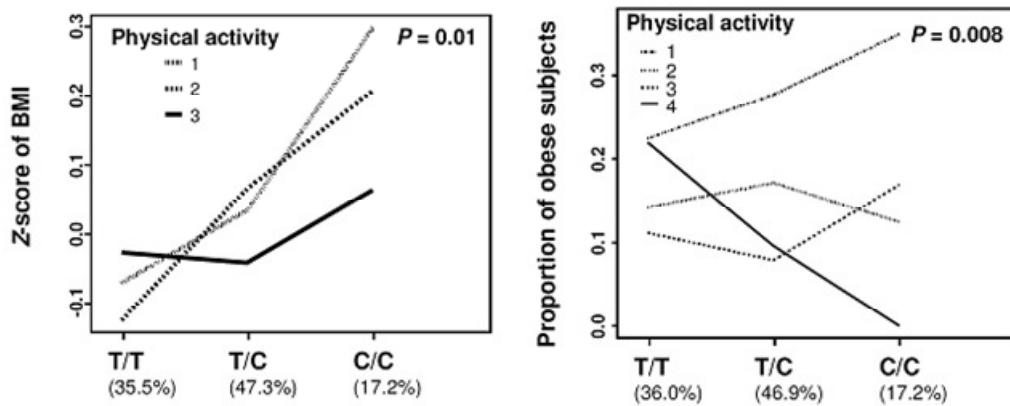 Z-score of BMI
0.3
0.2
0.1
0.0
-0.1
Physical activity
1
2
3
P = 0.01
T/T T/C C/C
(35.5%) (47.3%) (17.2%)
Proportion of obese subjects
0.3
0.2
0.1
0.0
Physical activity
1
2
3
4
P = 0.008
T/T T/C C/C
(36.0%) (46.9%) (17.2%)